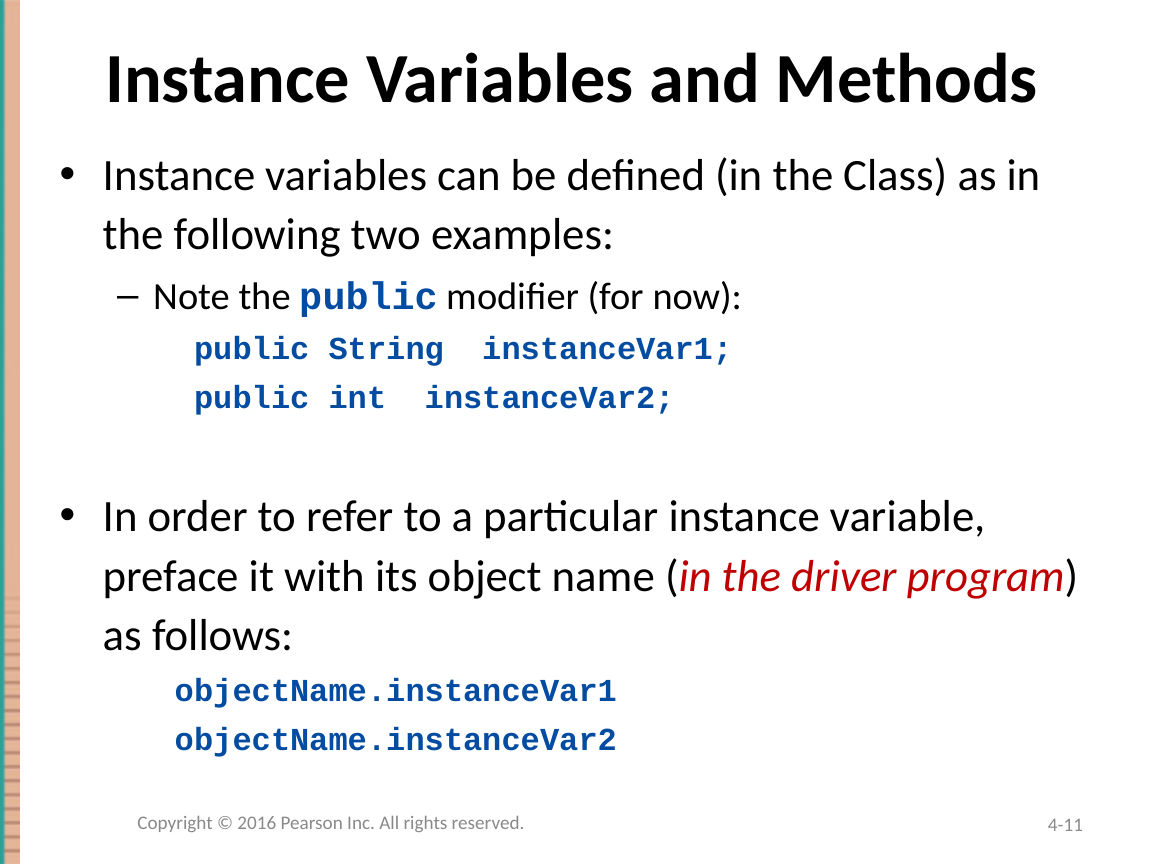 Instance Variables and Methods
• Instance variables can be defined (in the Class) as in
the following two examples:
– Note the public modifier (for now):
public String  instanceVar1;
public int  instanceVar2;
• In order to refer to a particular instance variable,
preface it with its object name (in the driver program)
as follows:
objectName.instanceVar1
objectName.instanceVar2
Copyright © 2016 Pearson Inc. All rights reserved.
4-11